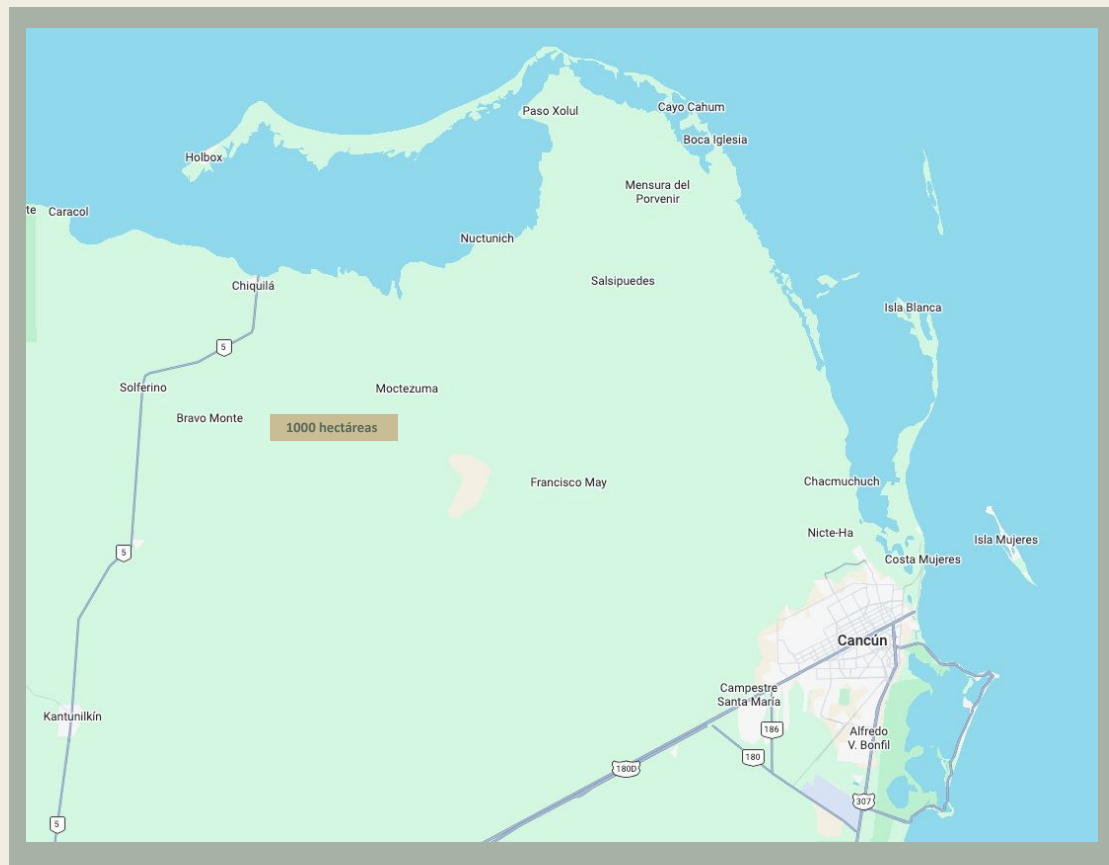 Paso Xolul
Cayo Cahum
Boca Iglesia
Holbox
Mensura del
Porvenir
te
Caracol
Nuctunich
Salsipuedes
Chiquilá
Isla Blanca
5
Solferino
Moctezuma
Bravo Monte
1000 hectáreas
Francisco May
Chacmuchuch
Nicte-Ha
Isla Mujeres
5
Costa Mujeres
Cancún
Campestre
Santa María
Kantunilkín
186
Alfredo
V. Bonfil
180
180D
307
5